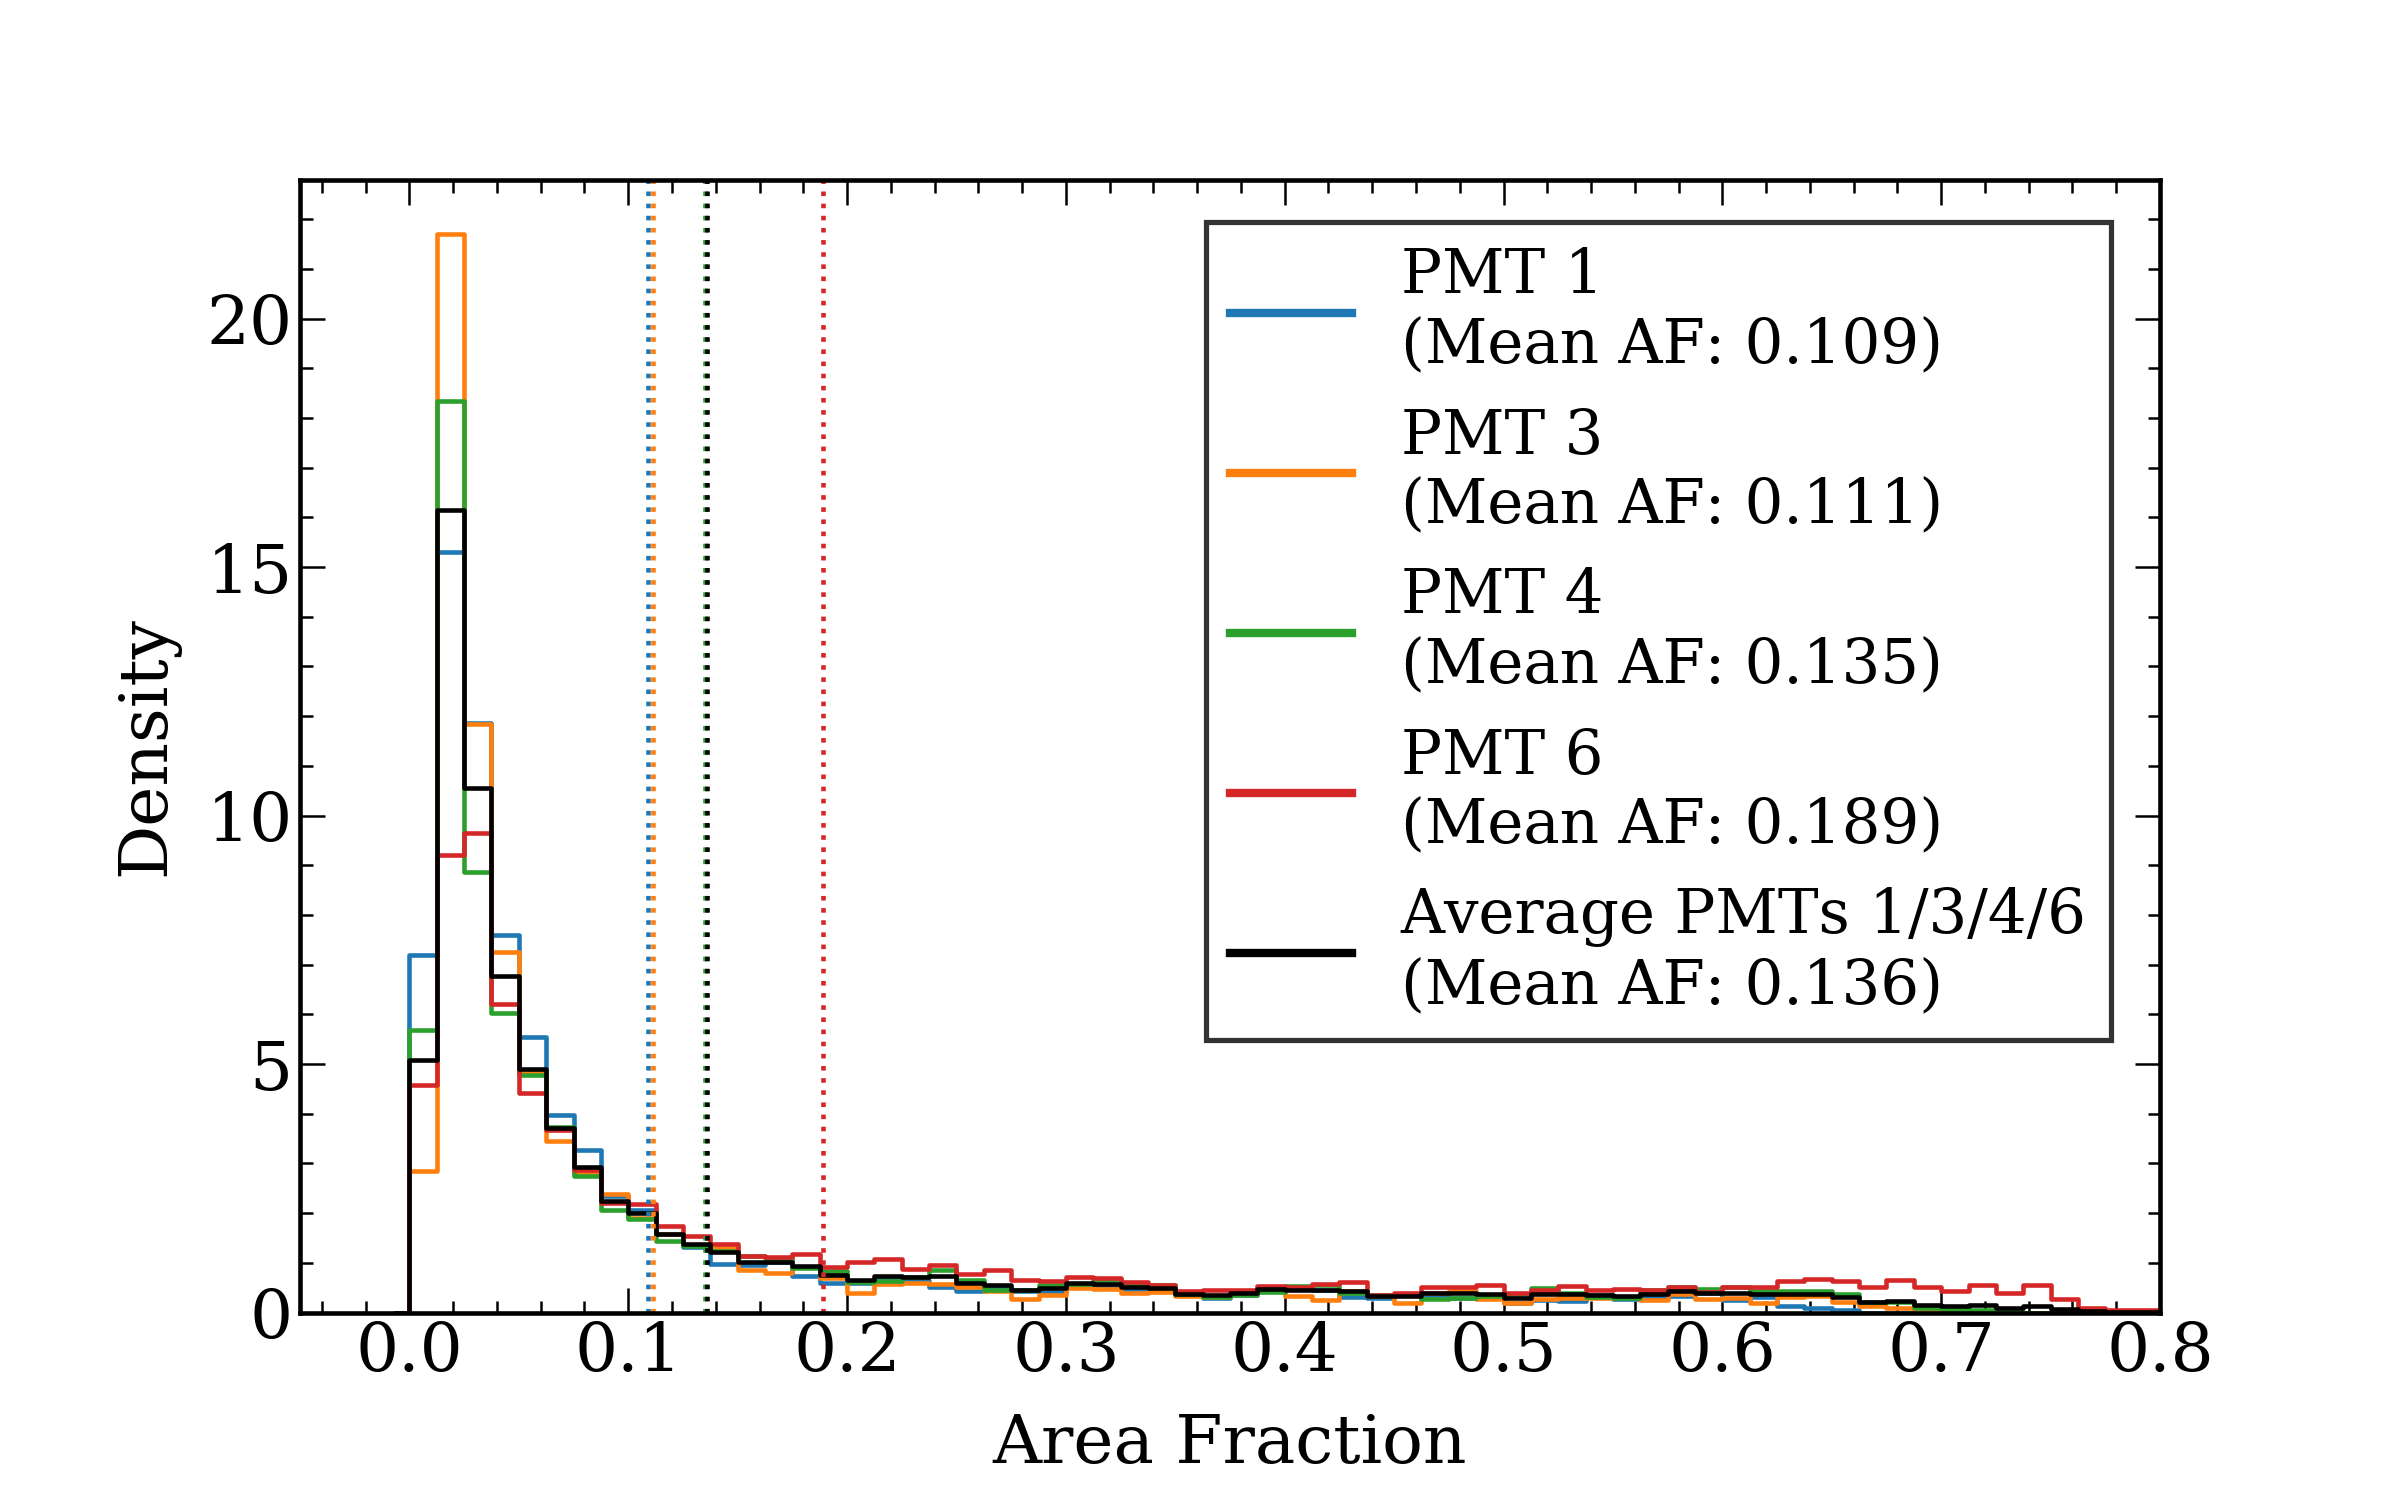 PMT 1
(Mean AF: 0.109)
PMT 3
(Mean AF: 0.111)
PMT 4
(Mean AF: 0.135)
PMT 6
(Mean AF: 0.189)
Average PMTs 1/3/4/6
(Mean AF: 0.136)
Density
20
15
10
5
0
0.0 0.1 0.2 0.3 0.4 0.5 0.6 0.7 0.8
Area Fraction